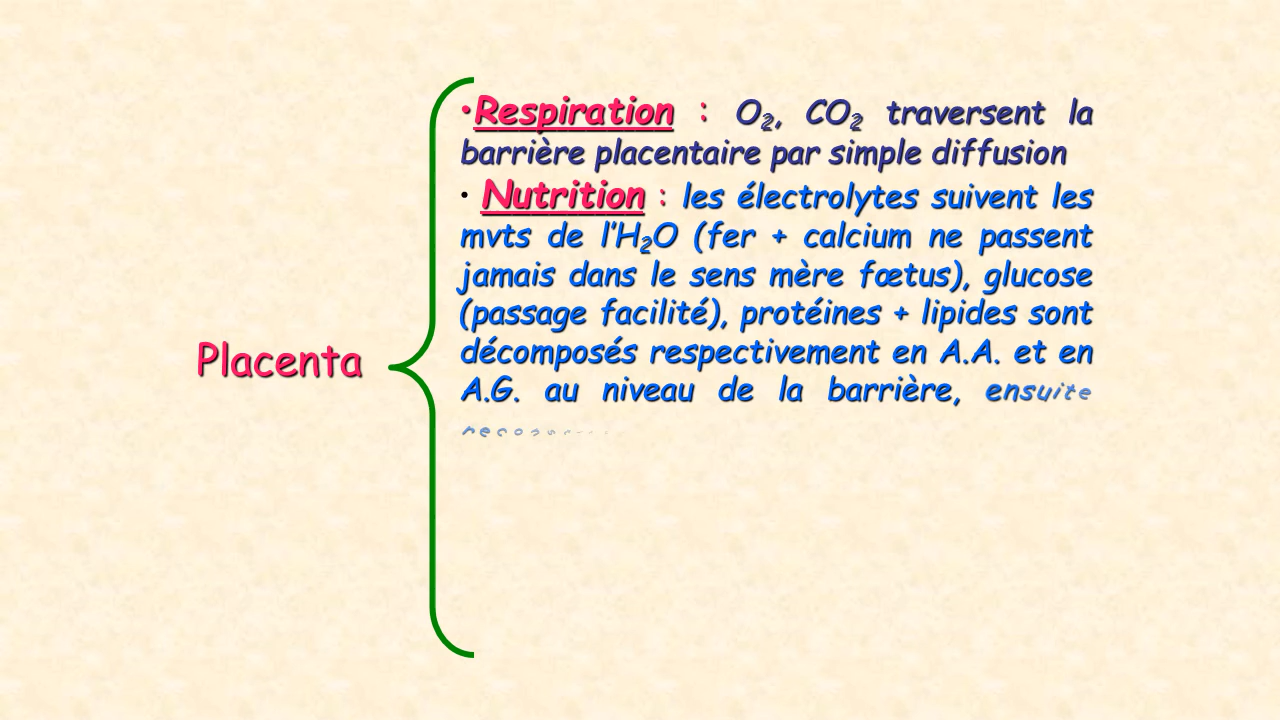 •Respiration : O₂, CO₂ traversent la
barrière placentaire par simple diffusion
• Nutrition : les électrolytes suivent les
mvts de l'H₂O (fer + calcium ne passent
jamais dans le sens mère fœtus), glucose
(passage facilité), protéines + lipides sont
Placenta
décomposés respectivement en A.A. et en
A.G. au niveau de la barrière, ensuite